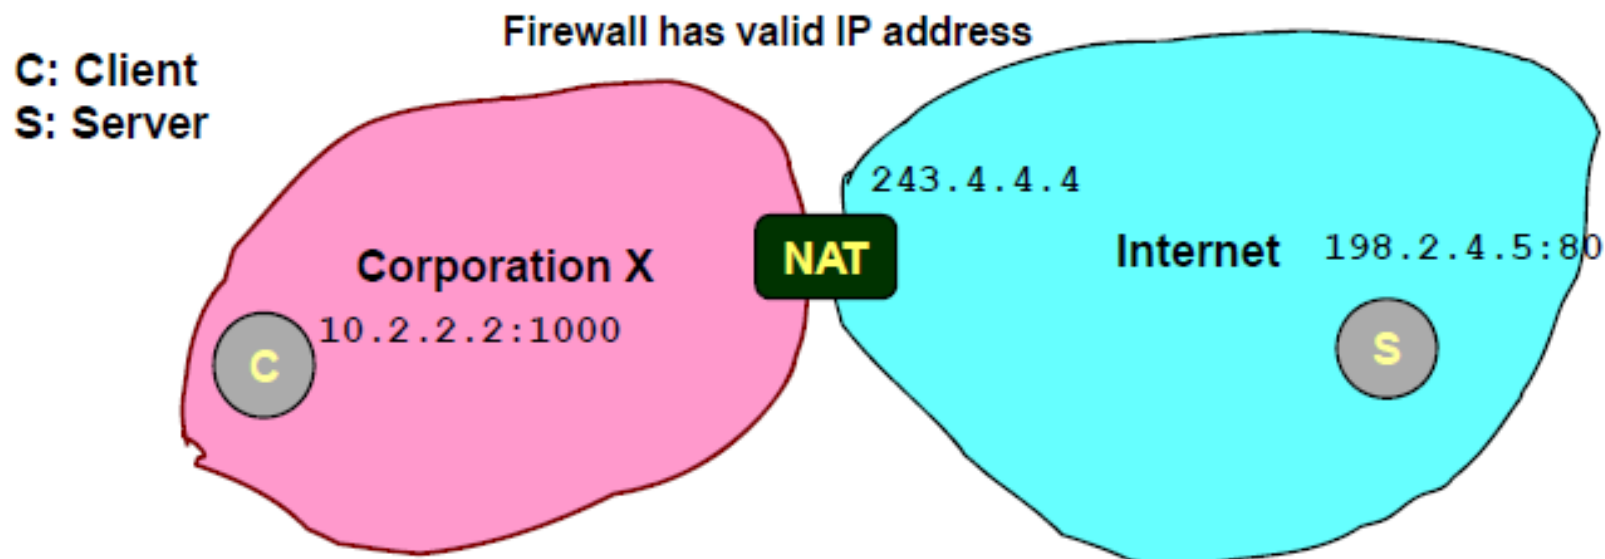 Firewall has valid IP address
C: Client
S: Server
243.4.4.4
NAT
Corporation X
Internet
198.2.4.5:80
10.2.2.2:1000
C
S